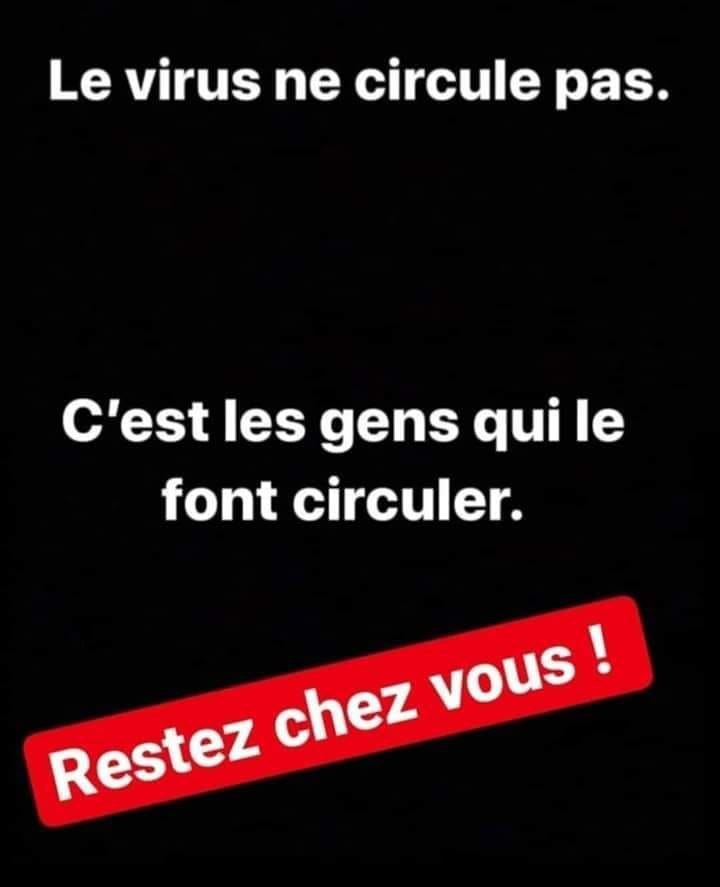 Le virus ne circule pas.
C'est les gens qui le
font circuler.
Restez chez vous !